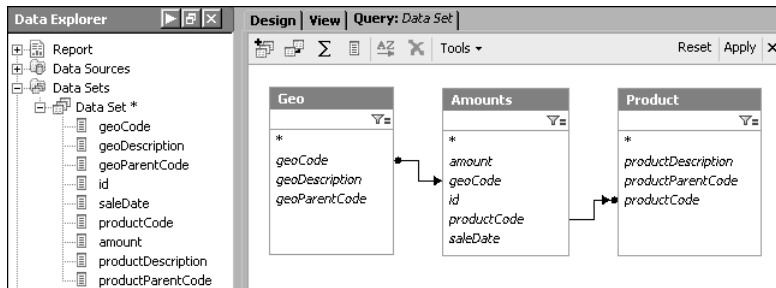 Data Explorer
Report
Data Sources
Data Sets
Data Set *
geoCode
geoDescription
geoParentCode
id
saleDate
productCode
amount
productDescription
productParentCode
Design View Query: Data Set
Σ AZ Tools Reset Apply X
Geo
*
geoCode
geoDescription
geoParentCode
Amounts
*
amount
geoCode
id
productCode
saleDate
Product
*
productDescription
productParentCode
productCode